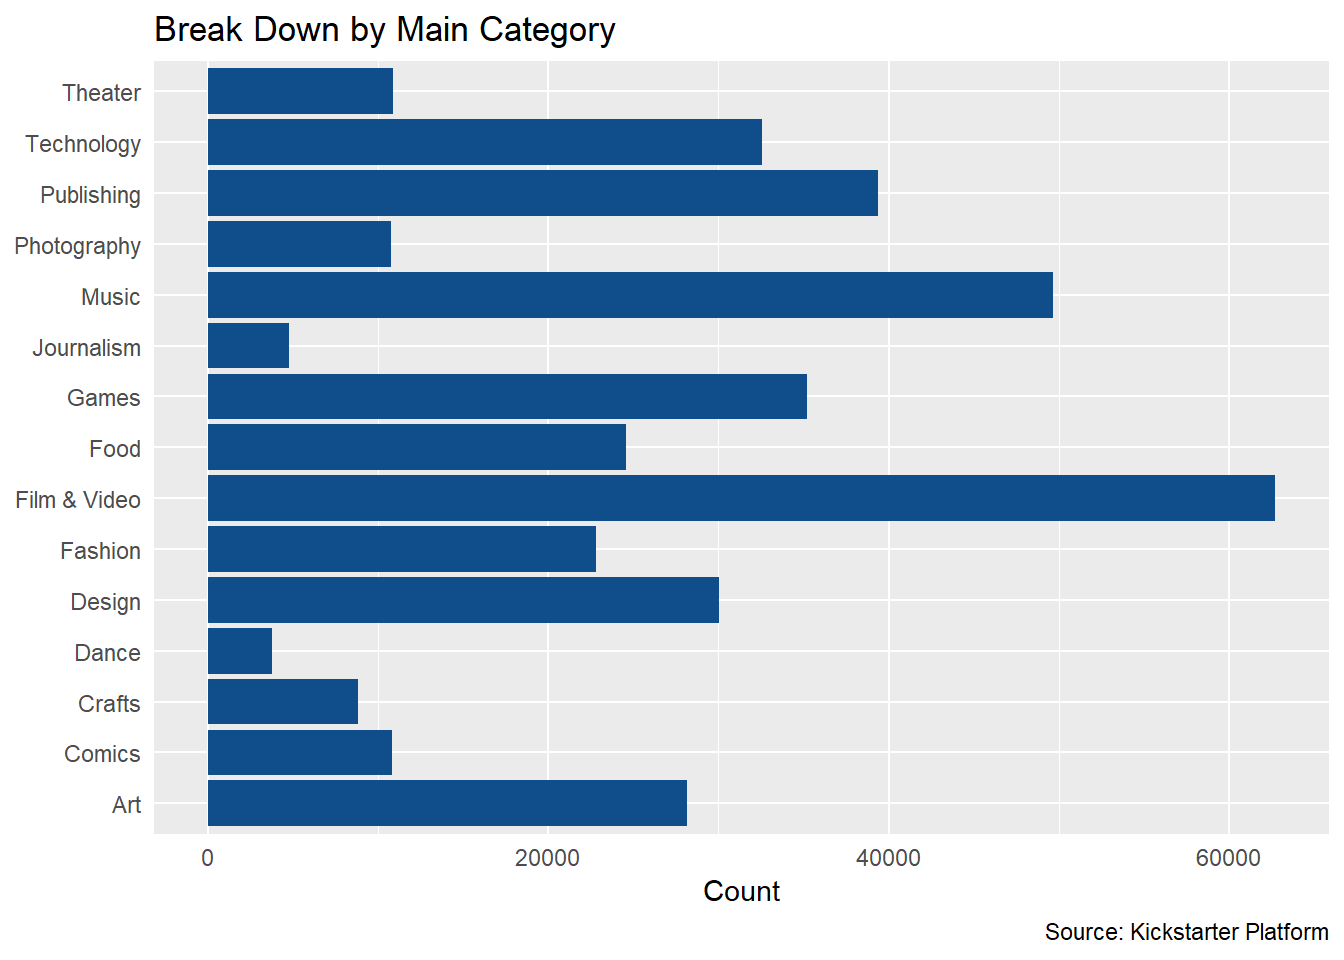 Break Down by Main Category
Theater
Technology
Publishing
Photography
Music
Journalism
Games
Food
Film & Video
Fashion
Design
Dance
Crafts
Comics
Art
0 20000 40000 60000
Count
Source: Kickstarter Platform